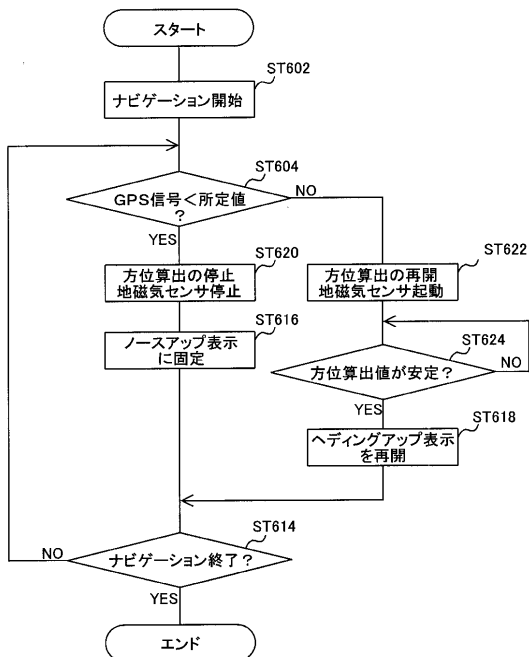 スタート
ST602
ナビゲーション開始
ST604
GPS信号<所定値
?
NO
YES
ST620
方位算出の停止
地磁気センサ停止
ST622
方位算出の再開
地磁気センサ起動
ST616
ノースアップ表示
に固定
ST624
方位算出値が安定?
NO
YES
ST618
ヘディングアップ表示
を再開
ST614
ナビゲーション終了?
NO
YES
エンド